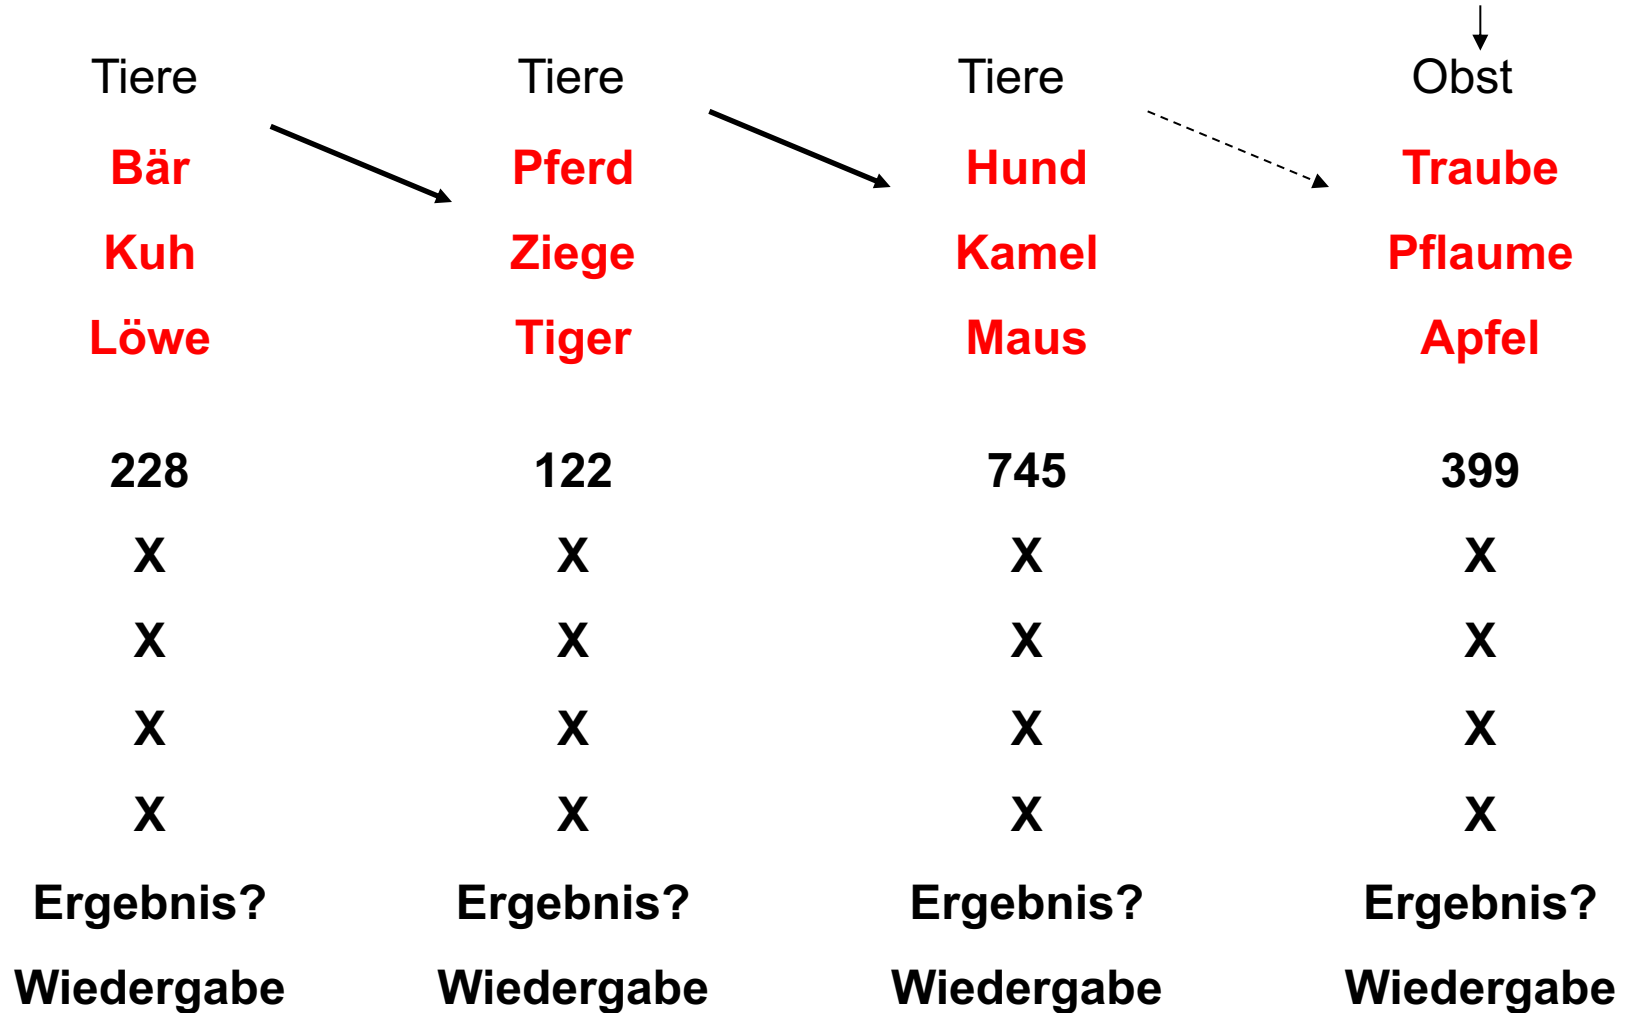 Tiere Tiere Tiere Obst
Bär Pferd Hund Traube
Kuh Ziege Kamel Pflaume
Löwe Tiger Maus Apfel
228 122 745 399
X X X X
X X X X
X X X X
X X X X
Ergebnis? Ergebnis? Ergebnis? Ergebnis?
Wiedergabe Wiedergabe Wiedergabe Wiedergabe